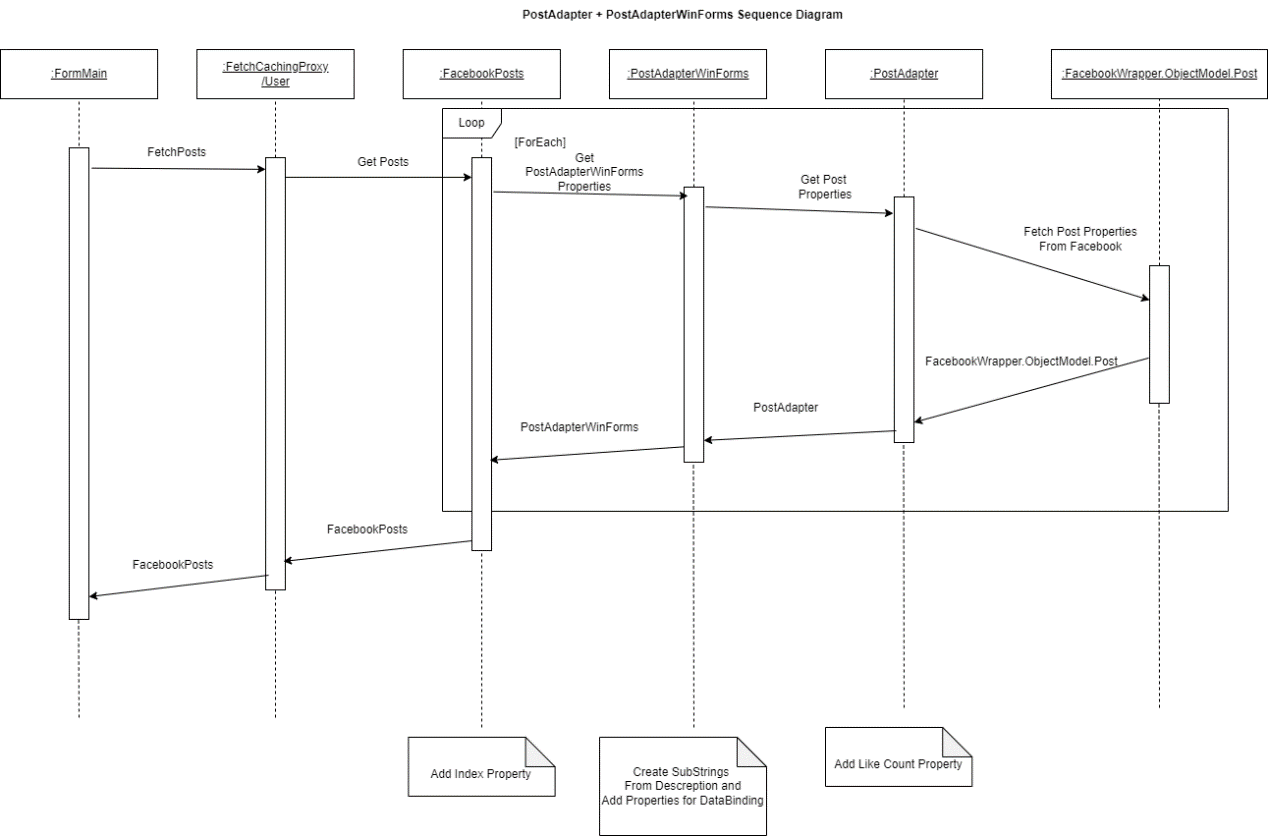 PostAdapter + PostAdapterWinForms Sequence Diagram
:FormMain
:FetchCachingProxy
/User
:FacebookPosts
:PostAdapterWinForms
:PostAdapter
:FacebookWrapper.ObjectModel.Post
Loop
[ForEach]
FetchPosts
Get Posts
Get
PostAdapterWinForms
Properties
Get Post
Properties
Fetch Post Properties
From Facebook
FacebookWrapper.ObjectModel.Post
PostAdapter
PostAdapterWinForms
FacebookPosts
FacebookPosts
Add Index Property
Create SubStrings
From Descreption and
Add Properties for DataBinding
Add Like Count Property